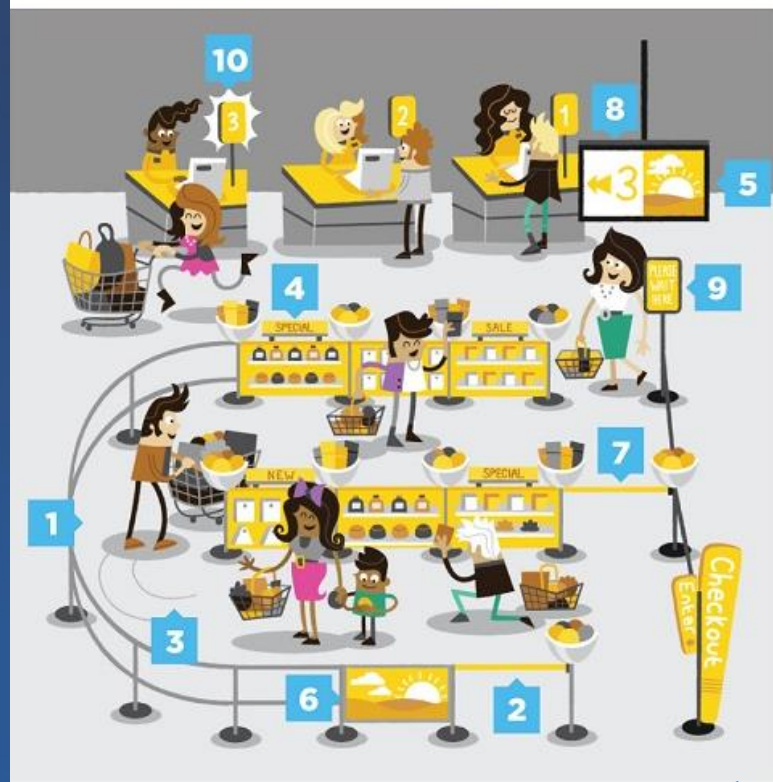 10
3
2
1
8
3
5
PLEASE
WAIT
HERE
9
4
SPECIAL
SALE
NEW
SPECIAL
7
1
Checkout
Enter
3
6
2